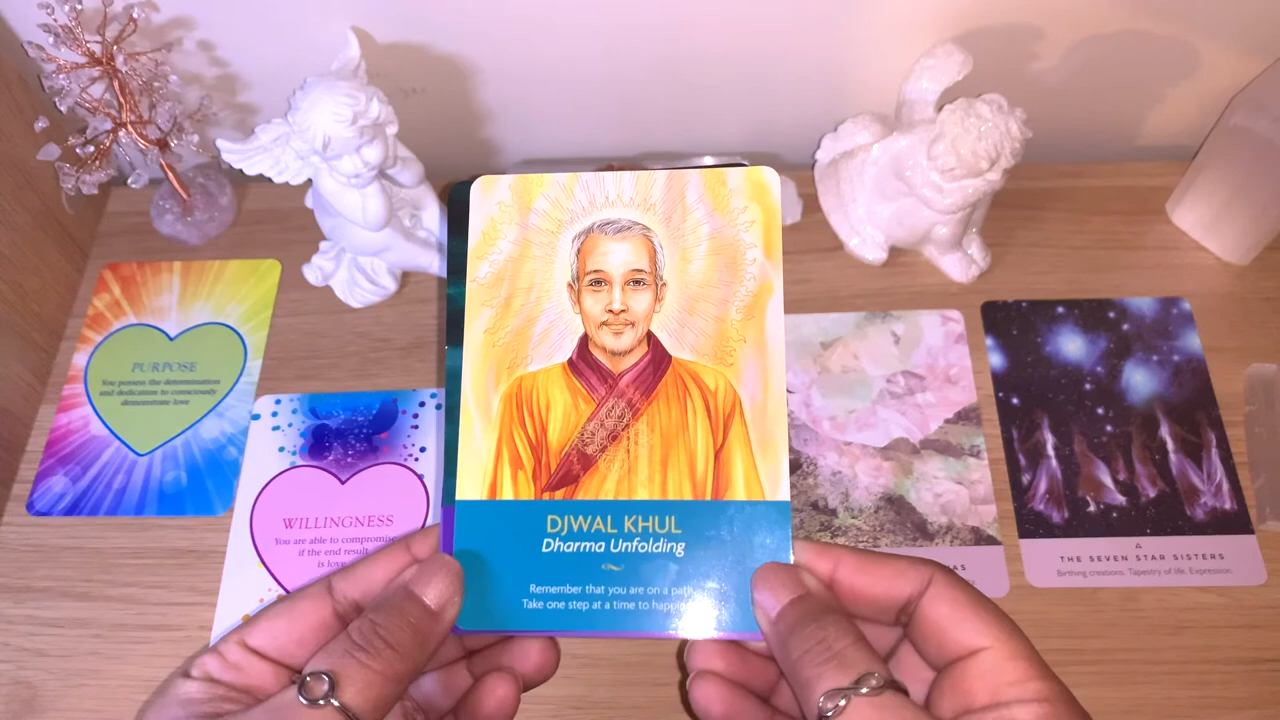 PURPOSE
You possess the determination
and dedication to consciously
demonstrate love
WILLINGNESS
You are able to compromise
if the end result
is love
DJWAL KHUL
Dharma Unfolding
Remember that you are on a path.
Take one step at a time to
THE SEVEN STAR SISTERS
Birthing creations. Tapestry of life. Expression.